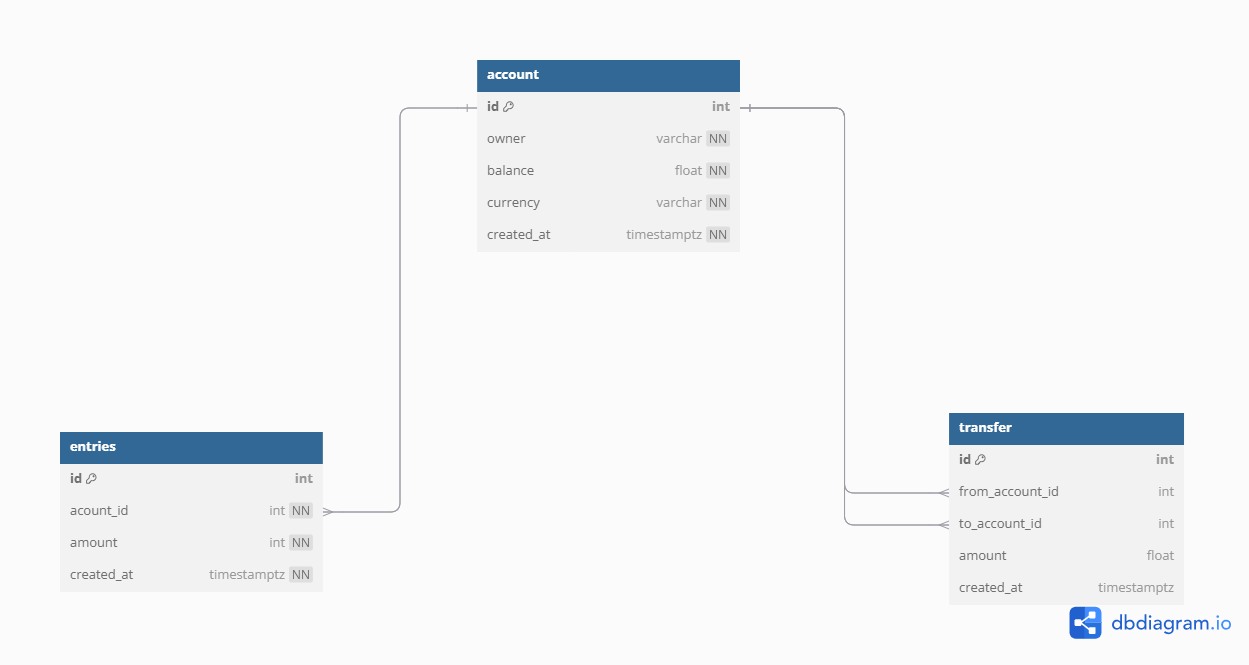 account
id int
owner varchar NN
balance float NN
currency varchar NN
created_at timestamptz NN
entries
id int
acount_id int NN
amount int NN
created_at timestamptz NN
transfer
id int
from_account_id int
to_account_id int
amount float
created_at timestamptz
dbdiagram.io